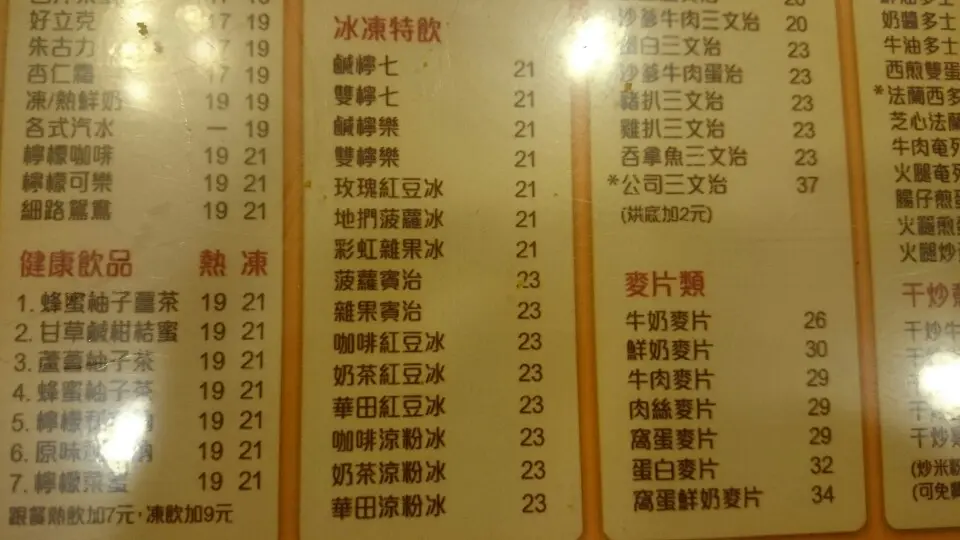 好立克 17 19
朱古力 17 19
杏仁霜 17 19
凍/熱鮮奶 19 19
各式汽水 — 19
檸檬咖啡 19 21
檸檬可樂 19 21
細路鴛鴦 19 21
健康飲品 熱 凍
1. 蜂蜜柚子薑茶 19 21
2. 甘草鹹柑桔蜜 19 21
3. 蘆薈柚子茶 19 21
4. 蜂蜜柚子茶 19 21
5. 檸檬 19 21
6. 原味 19 21
7. 檸檬菜蜜 19 21
跟餐熱飲加7元，凍飲加9元
冰凍特飲
鹹檸七 21
雙檸七 21
鹹檸樂 21
雙檸樂 21
玫瑰紅豆冰 21
地捫菠蘿冰 21
彩虹雜果冰 21
菠蘿賓治 23
雜果賓治 23
咖啡紅豆冰 23
奶茶紅豆冰 23
華田紅豆冰 23
咖啡涼粉冰 23
奶茶涼粉冰 23
華田涼粉冰 23
沙爹牛肉三文治 20
蛋白三文治 23
沙爹牛肉蛋治 23
豬扒三文治 23
雞扒三文治 23
吞拿魚三文治 23
*公司三文治 37
(烘底加2元)
麥片類
牛奶麥片 26
鮮奶麥片 30
牛肉麥片 29
肉絲麥片 29
窩蛋麥片 29
蛋白麥片 32
窩蛋鮮奶麥片 34
奶醬多士
牛油多士
西煎雙蛋
*法蘭西多
芝心法蘭
牛肉奄列
火腿奄列
腸仔煎蛋
火腿煎蛋
火腿炒
干炒
干炒牛
干炒
干炒
(炒米粉
(可免費